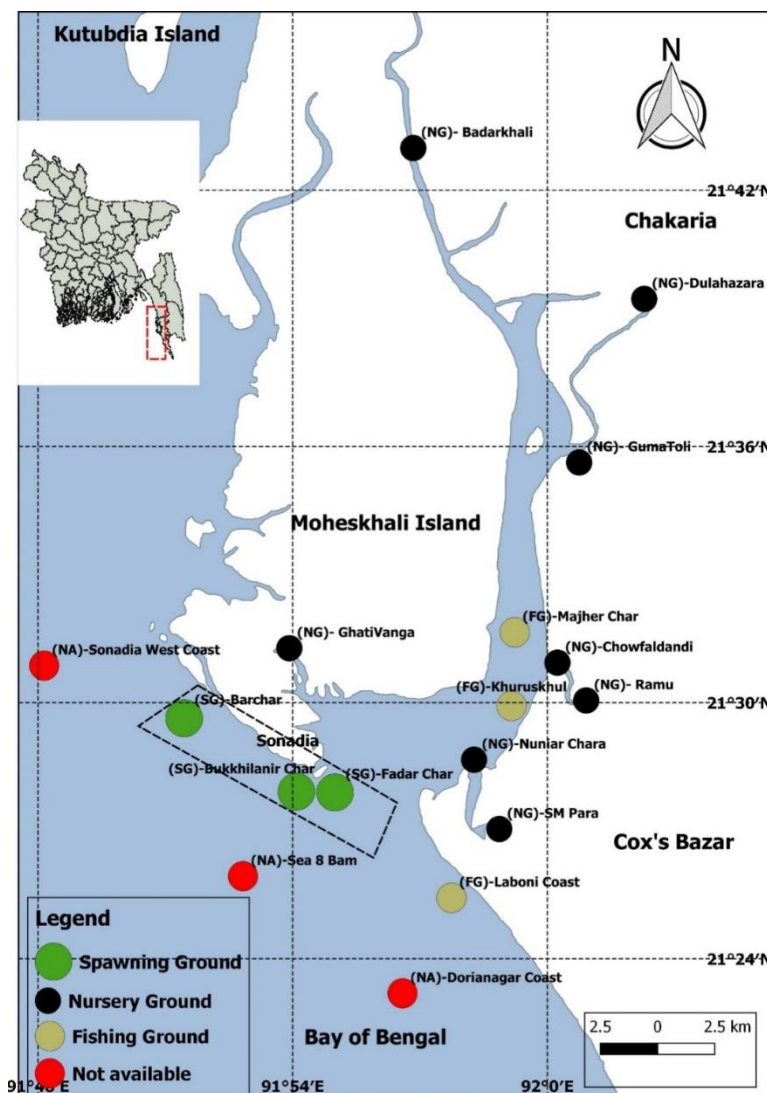 Kutubdia Island
N
(NG)- Badarkhali
21°42′N
Chakaria
(NG)-Dulahazara
(NG)- GumaToli
21°36′N
Moheskhali Island
(FG)-Majher Char
(NG)- GhatiVanga
(NA)-Sonadia West Coast
(NG)-Chowfaldandi
(FG)-Khuruskhul
(NG)- Ramu
(SG)-Barchar
21°30′N
Sonadia
(NG)-Nuniar Chara
(SG)-Bukkhilanir Char
(SG)-Fadar Char
(NG)-SM Para
Cox's Bazar
(NA)-Sea 8 Bam
(FG)-Laboni Coast
Legend
Spawning Ground
Nursery Ground
Fishing Ground
Not available
21°24′N
(NA)-Dorianagar Coast
Bay of Bengal
2.5 0 2.5 km
91°48′E 91°54′E 92°0′E